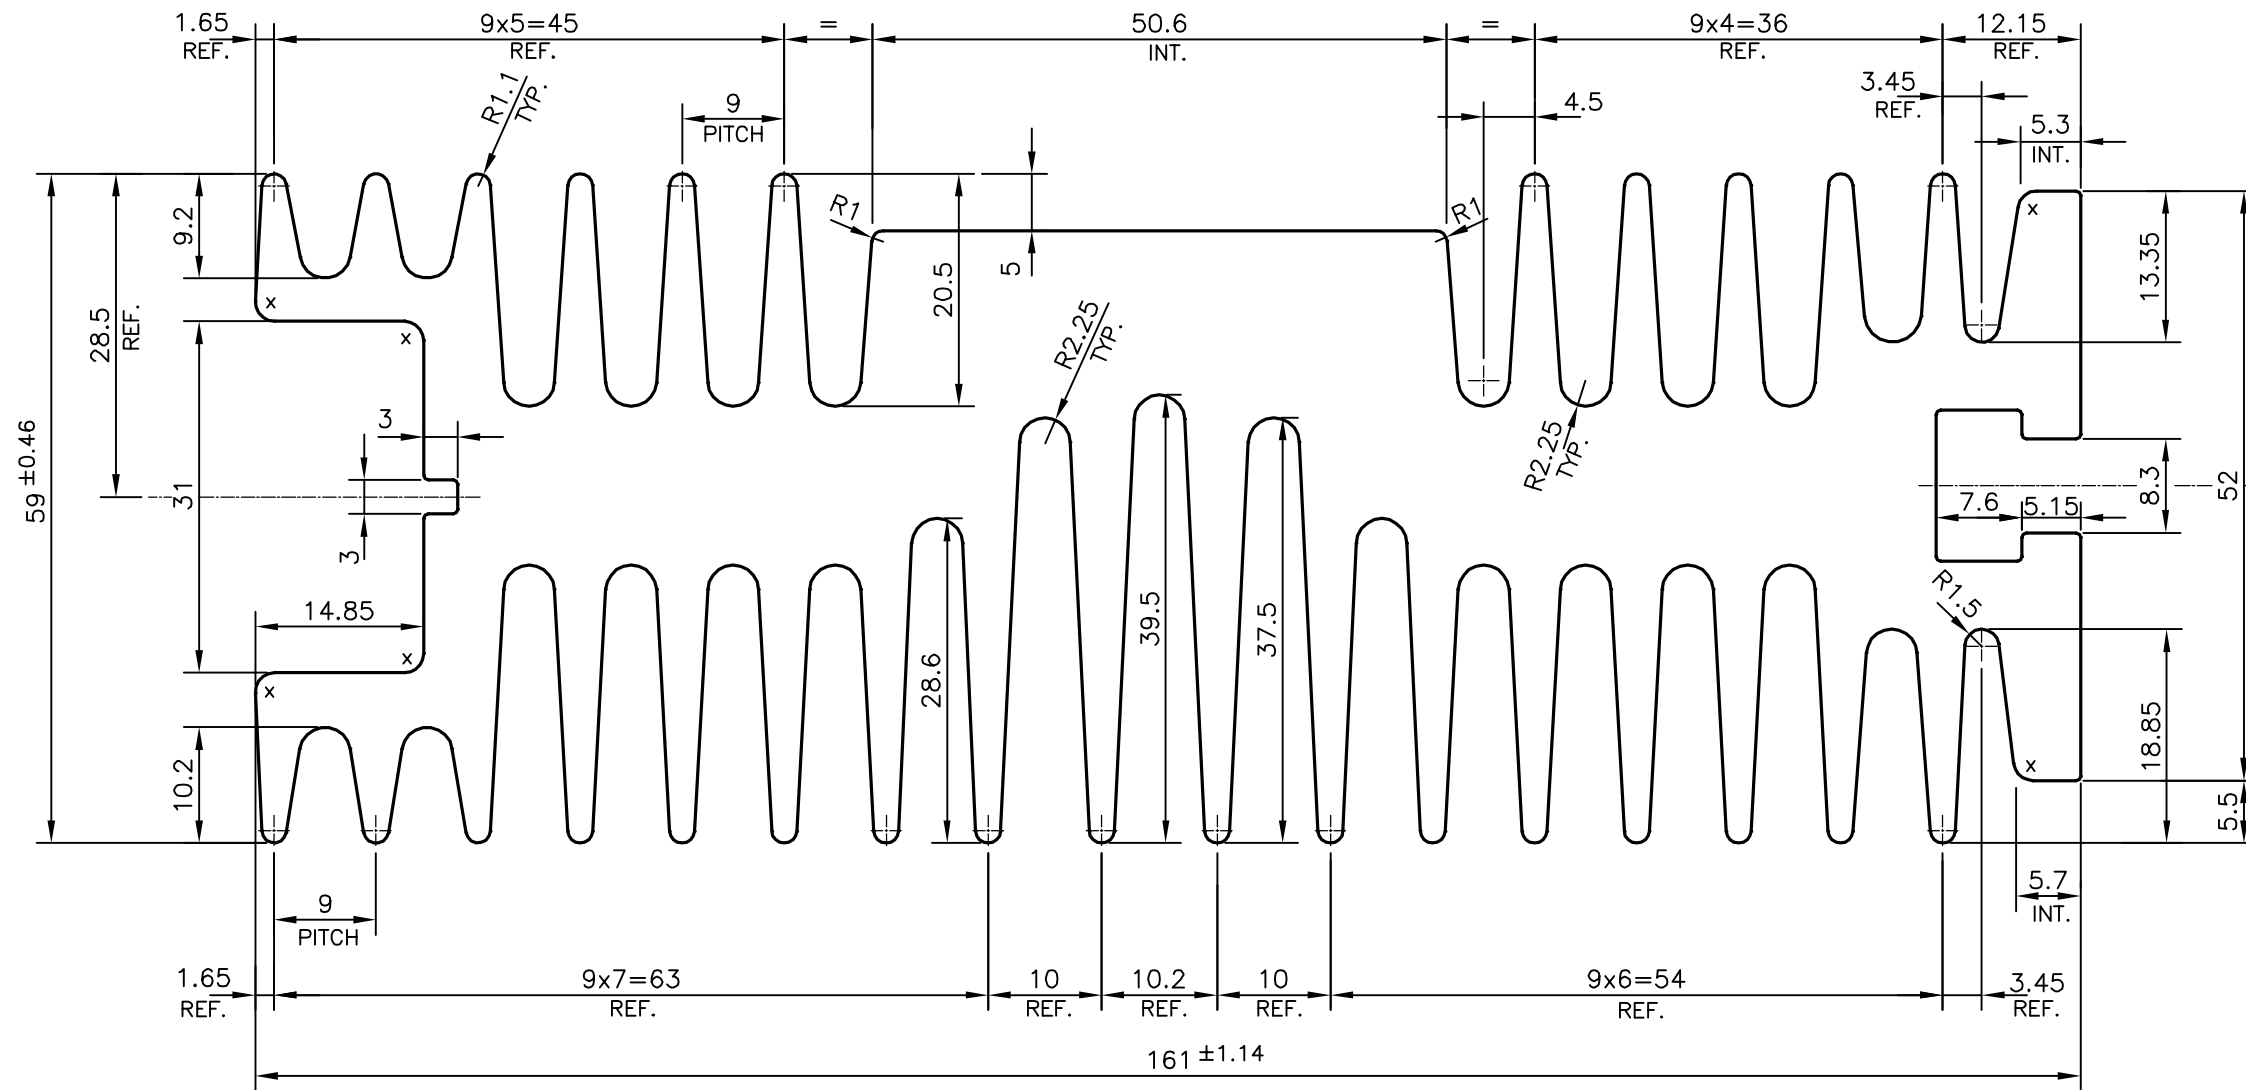 1.65
REF.
9x5=45
REF.
=
50.6
INT.
=
9x4=36
REF.
12.15
REF.
R1.1
TYP.
9
PITCH
4.5
3.45
REF.
5.3
INT.
9.2
28.5
REF.
59 ±0.46
x
R1
20.5
5
R1
x
13.35
31
x
R2.25
TYP.
R2.25
TYP.
3
3
8.3
52
7.6
5.15
14.85
x
x
28.6
39.5
37.5
R1.5
18.85
x
5.5
10.2
9
PITCH
5.7
INT.
1.65
REF.
9x7=63
REF.
10
REF.
10.2
REF.
10
REF.
9x6=54
REF.
3.45
REF.
161 ±1.14